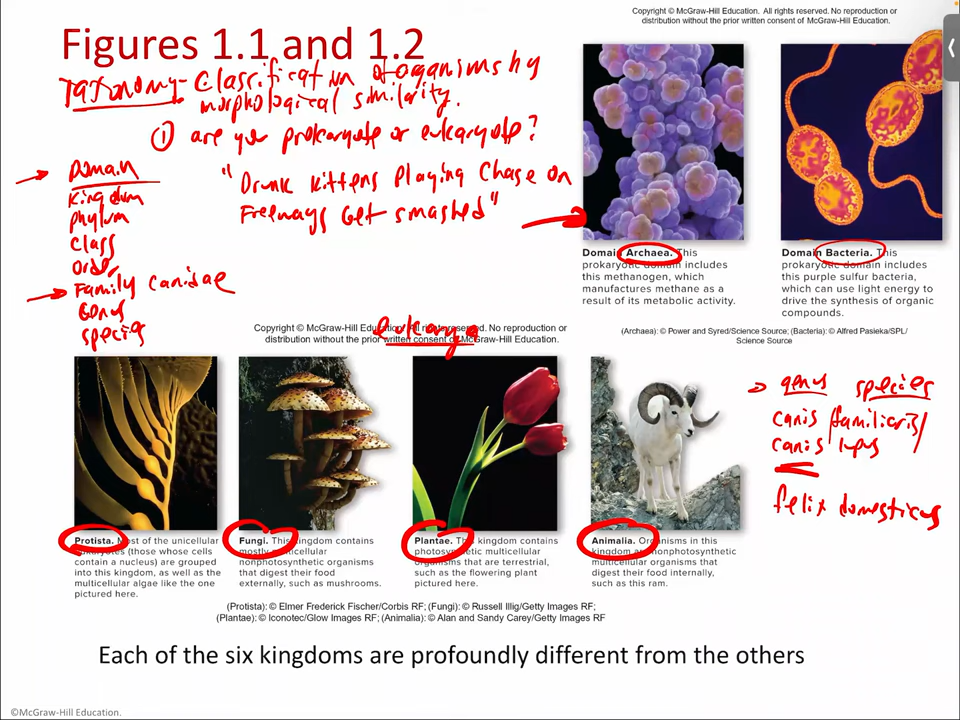 Copyright © McGraw-Hill Education. All rights reserved. No reproduction or
distribution without the prior written consent of McGraw-Hill Education.
Figures 1.1 and 1.2
Taxonomy - Classification of organisms by
morphological similarity.
① are you prokaryote or eukaryote?
"Drunk kittens Playing Chase on
Freeways Get smashed"
Domain
Kingdom
Phylum
Class
Order
Family canidae
Genus
species
Domain Archaea. This
prokaryotic domain includes
this methanogen, which
manufactures methane as a
result of its metabolic activity.
Domain Bacteria. This
prokaryotic domain includes
this purple sulfur bacteria,
which can use light energy to
drive the synthesis of organic
compounds.
(Archaea): © Power and Syred/Science Source; (Bacteria): © Alfred Pasieka/SPL/
Science Source
Copyright © McGraw-Hill Education. All rights reserved. No reproduction or
distribution without the prior written consent of McGraw-Hill Education.
eukarya
genus species
canis familiaris/
canis lupus
felix domesticus
Protista. Most of the unicellular
eukaryotes (those whose cells
contain a nucleus) are grouped
into this kingdom, as well as the
multicellular algae like the one
pictured here.
Fungi. This kingdom contains
mostly multicellular
nonphotosynthetic organisms
that digest their food
externally, such as mushrooms.
Plantae. This kingdom contains
photosynthetic multicellular
organisms that are terrestrial,
such as the flowering plant
pictured here.
Animalia. Organisms in this
kingdom are nonphotosynthetic
multicellular organisms that
digest their food internally,
such as this ram.
(Protista): © Elmer Frederick Fischer/Corbis RF; (Fungi): © Russell Illig/Getty Images RF;
(Plantae): © Iconotec/Glow Images RF; (Animalia): © Alan and Sandy Carey/Getty Images RF
Each of the six kingdoms are profoundly different from the others
©McGraw-Hill Education.